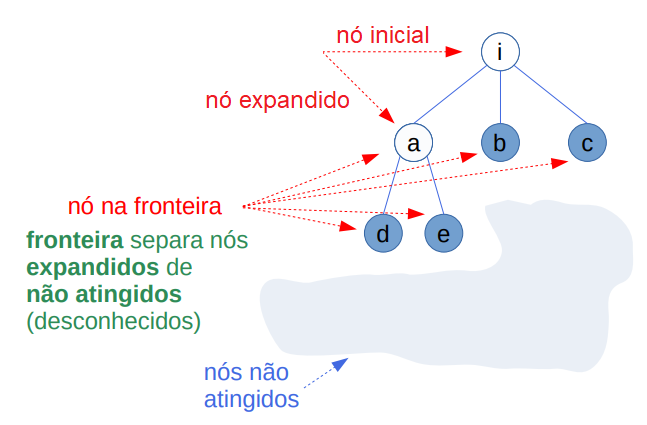 nó inicial
i
nó expandido
a
b
c
nó na fronteira
d
e
fronteira separa nós
expandidos de
não atingidos
(desconhecidos)
nós não
atingidos